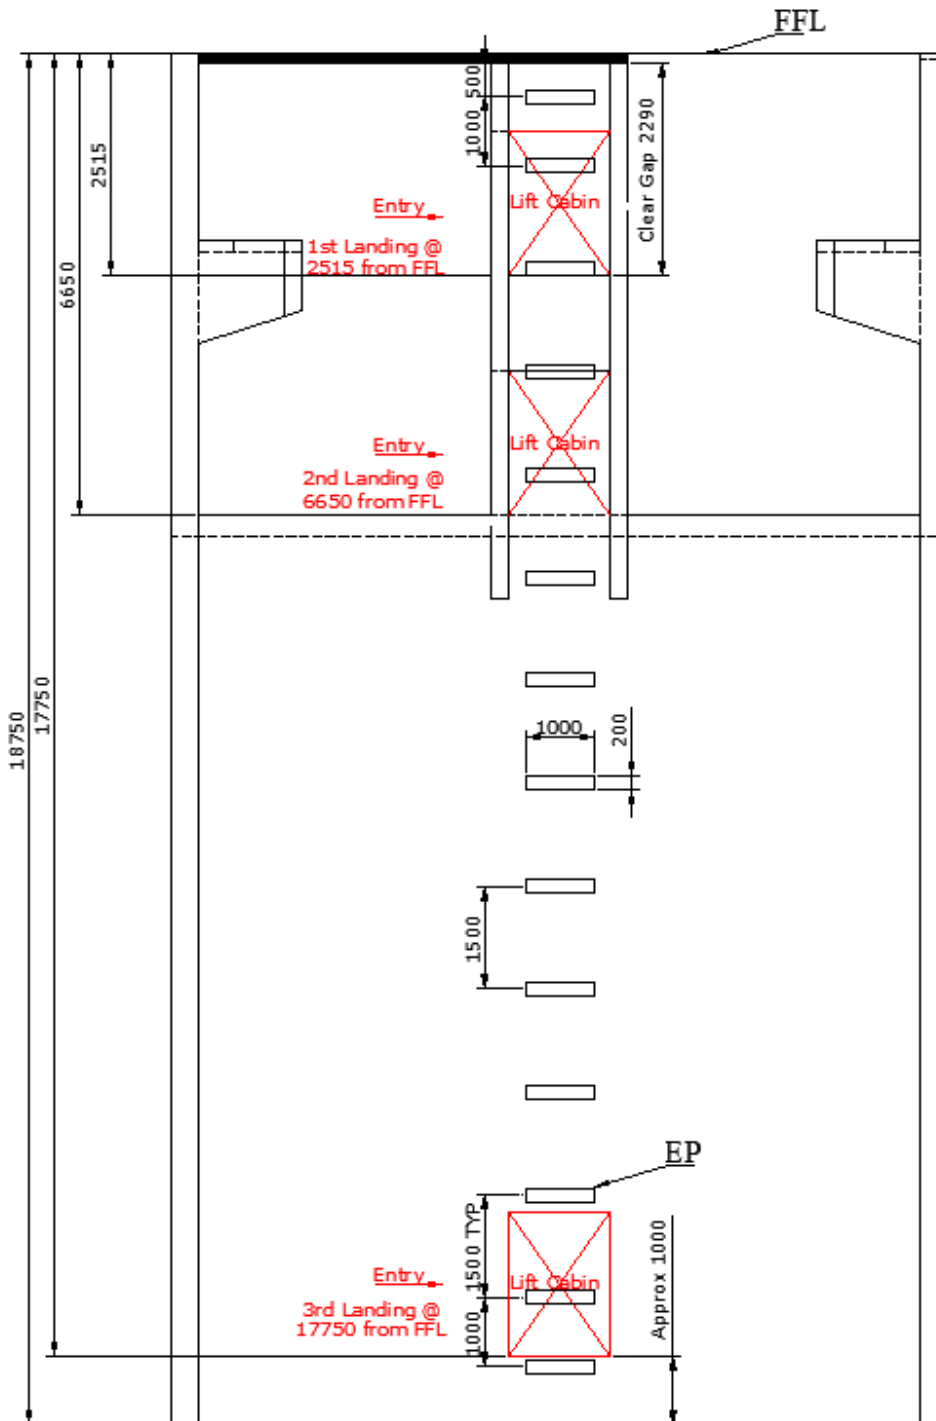 FFL
500
1000
Clear Gap 2290
2515
Lift Cabin
Entry
1st Landing @
2515 from FFL
6650
Entry
Lift Cabin
2nd Landing @
6650 from FFL
18750
17750
1000
200
1500
EP
1500 TYP
Approx 1000
Entry
Lift Cabin
3rd Landing @
17750 from FFL
1000